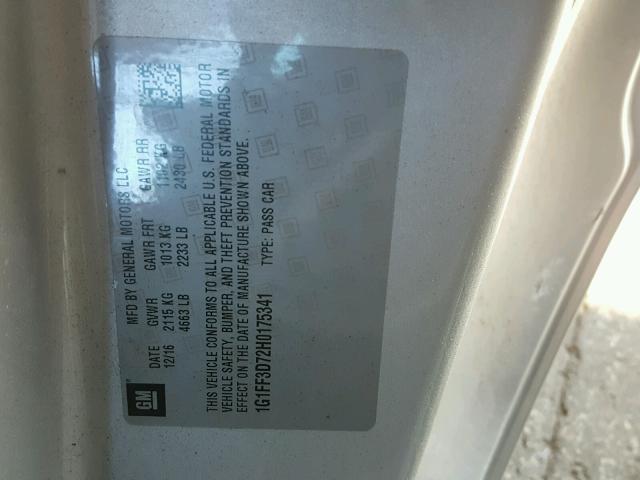 GM
MFD BY GENERAL MOTORS LLC
DATE GVWR GAWR FRT GAWR RR
12/16 2115 KG 1013 KG 1102 KG
4663 LB 2233 LB 2430 LB
THIS VEHICLE CONFORMS TO ALL APPLICABLE U.S. FEDERAL MOTOR
VEHICLE SAFETY, BUMPER, AND THEFT PREVENTION STANDARDS IN
EFFECT ON THE DATE OF MANUFACTURE SHOWN ABOVE.
1G1FF3D72H0175341 TYPE: PASS CAR